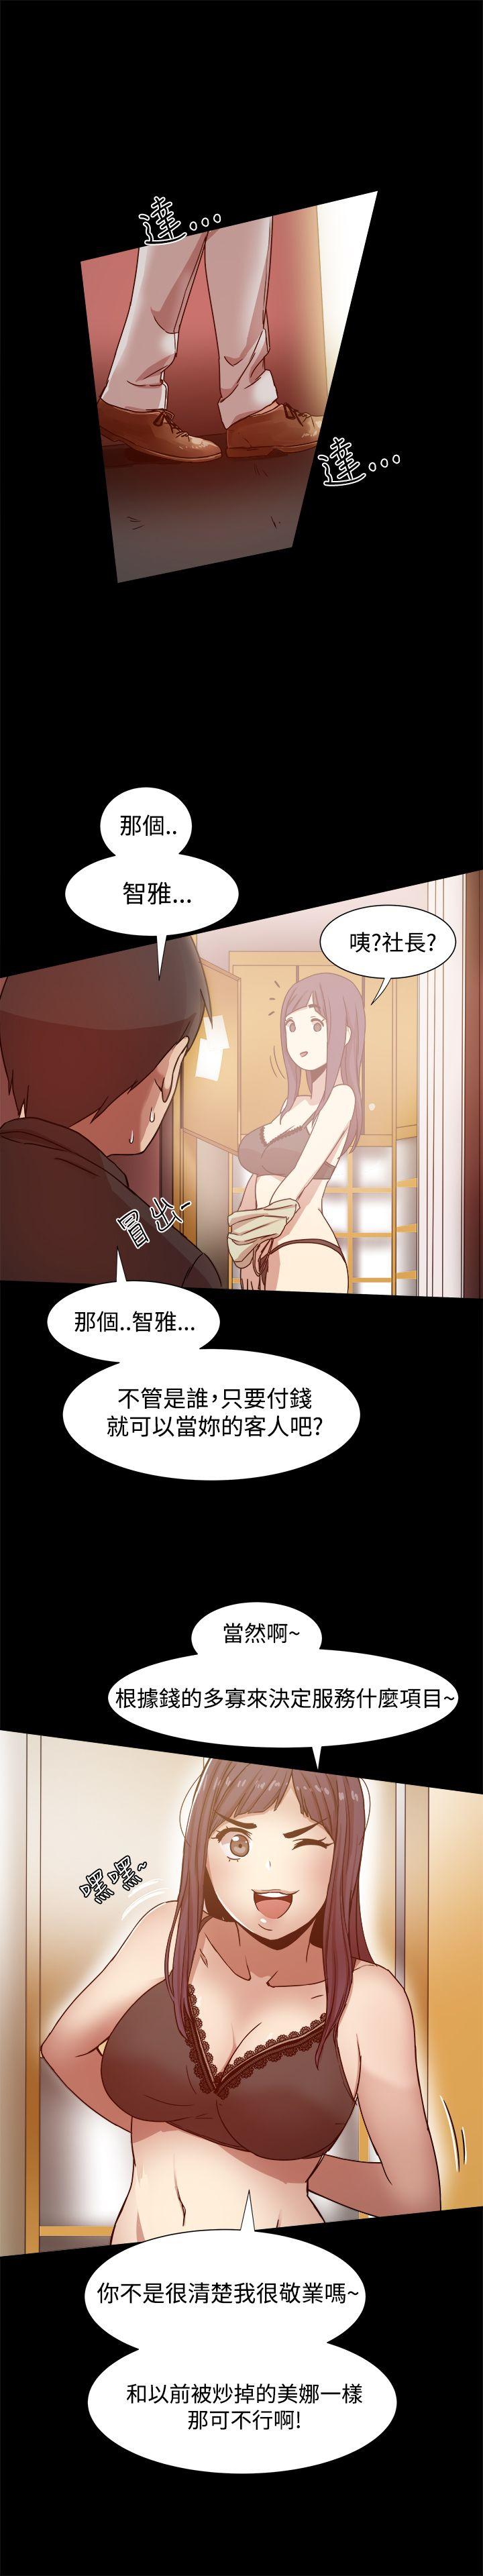 達...
達...
那個..
智雅...
咦?社長?
冒出~
那個..智雅...
不管是誰,只要付錢
就可以當妳的客人吧?
當然啊~
根據錢的多寡來決定服務什麼項目~
嘿嘿~
你不是很清楚我很敬業嗎~
和以前被炒掉的美娜一樣
那可不行啊!